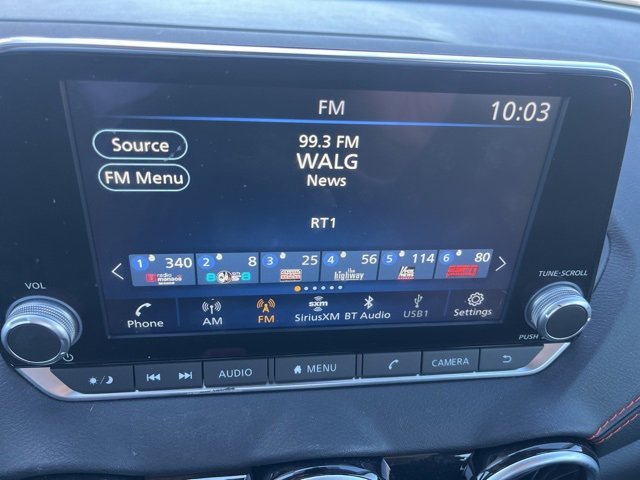 FM
10:03
Source
99.3 FM
WALG
FM Menu
News
RT1
1 340 2 8 3 25 4 56 5 114 6 80
the highway
VOL
TUNE·SCROLL
Phone AM FM SiriusXM BT Audio USB1 Settings
sxm
PUSH
AUDIO MENU CAMERA